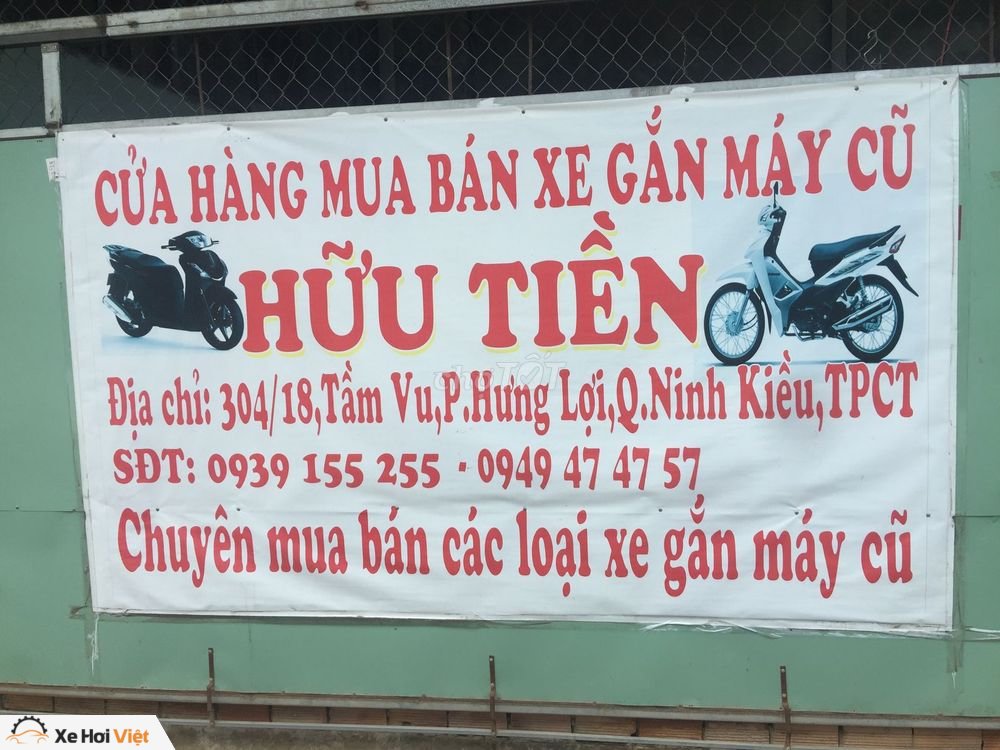 CỬA HÀNG MUA BÁN XE GẮN MÁY CŨ
HỮU TIỀN
chợTỐT
Địa chỉ: 304/18,Tầm Vu,P.Hưng Lợi,Q.Ninh Kiều,TPCT
SĐT: 0939 155 255 - 0949 47 47 57
Chuyên mua bán các loại xe gắn máy cũ
Xe Hơi Việt